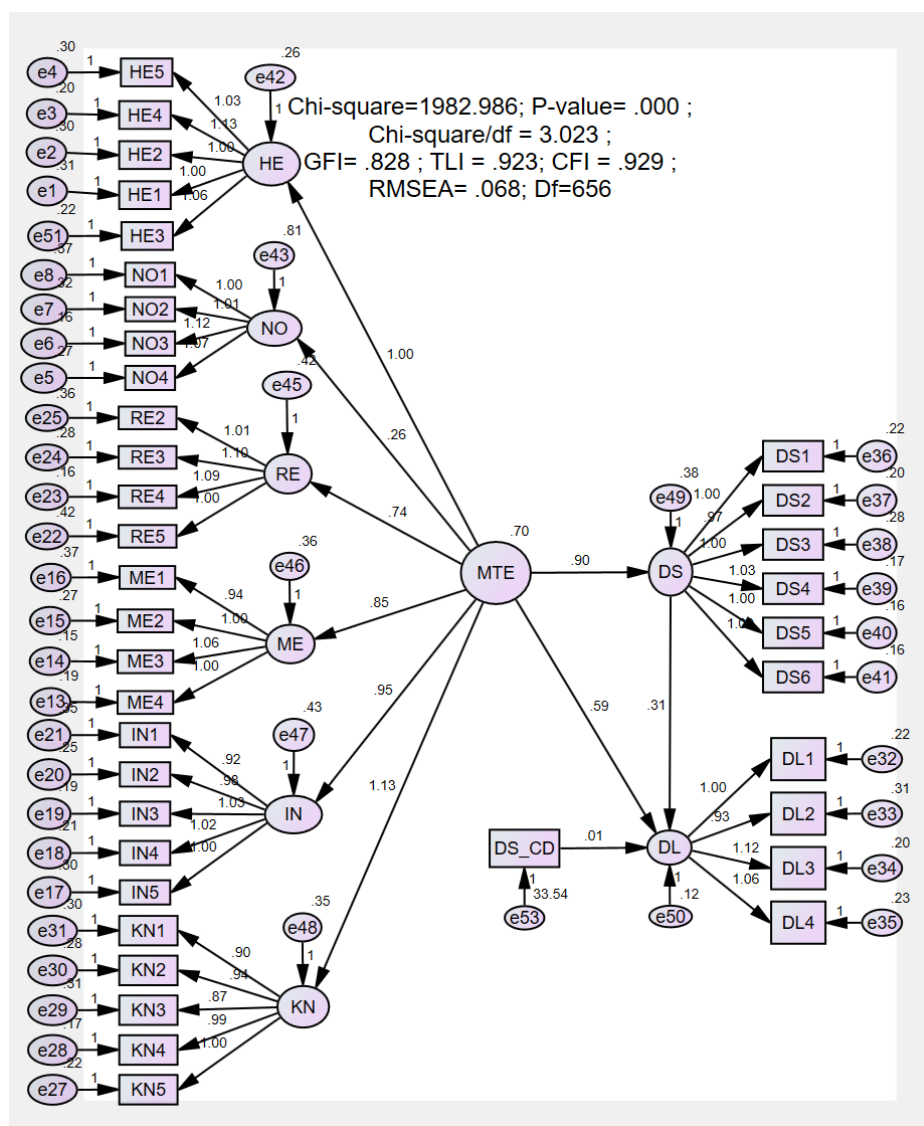 Chi-square=1982.986; P-value= .000 ;
Chi-square/df = 3.023 ;
GFI= .828 ; TLI = .923; CFI = .929 ;
RMSEA= .068; Df=656
.30
e4 1 HE5
.20
e3 1 HE4
.30
e2 1 HE2
.31
e1 1 HE1
.22
e51 1 HE3
1.03
1.13
1.00
1.00
1.06
.26
e42
1
HE
.37
e8 1 NO1
.32
e7 1 NO2
.16
e6 1 NO3
.27
e5 1 NO4
1.00
1.01
1.12
1.07
.81
e43
1
NO
.36
e25 1 RE2
.28
e24 1 RE3
.16
e23 1 RE4
.42
e22 1 RE5
1.01
1.10
1.09
1.00
.42
e45
1
RE
.37
e16 1 ME1
.27
e15 1 ME2
.15
e14 1 ME3
.19
e13 1 ME4
.94
1.00
1.06
1.00
.36
e46
1
ME
.35
e21 1 IN1
.25
e20 1 IN2
.19
e19 1 IN3
.21
e18 1 IN4
.30
e17 1 IN5
.92
.98
1.03
1.02
1.00
.43
e47
1
IN
.30
e31 1 KN1
.28
e30 1 KN2
.31
e29 1 KN3
.17
e28 1 KN4
.22
e27 1 KN5
.90
.94
.87
.99
1.00
.35
e48
1
KN
1.00
.26
.74
.85
.95
1.13
.70
MTE
.90
.59
.31
.38
e49
1
DS
1.00
.97
1.00
1.03
1.00
.22
DS1 1 e36
.20
DS2 1 e37
.28
DS3 1 e38
.17
DS4 1 e39
.16
DS5 1 e40
.16
DS6 1 e41
DS_CD .01 DL
1
33.54
e53
1
.12
e50
1.00
.93
1.12
1.06
.22
DL1 1 e32
.31
DL2 1 e33
.20
DL3 1 e34
.23
DL4 1 e35